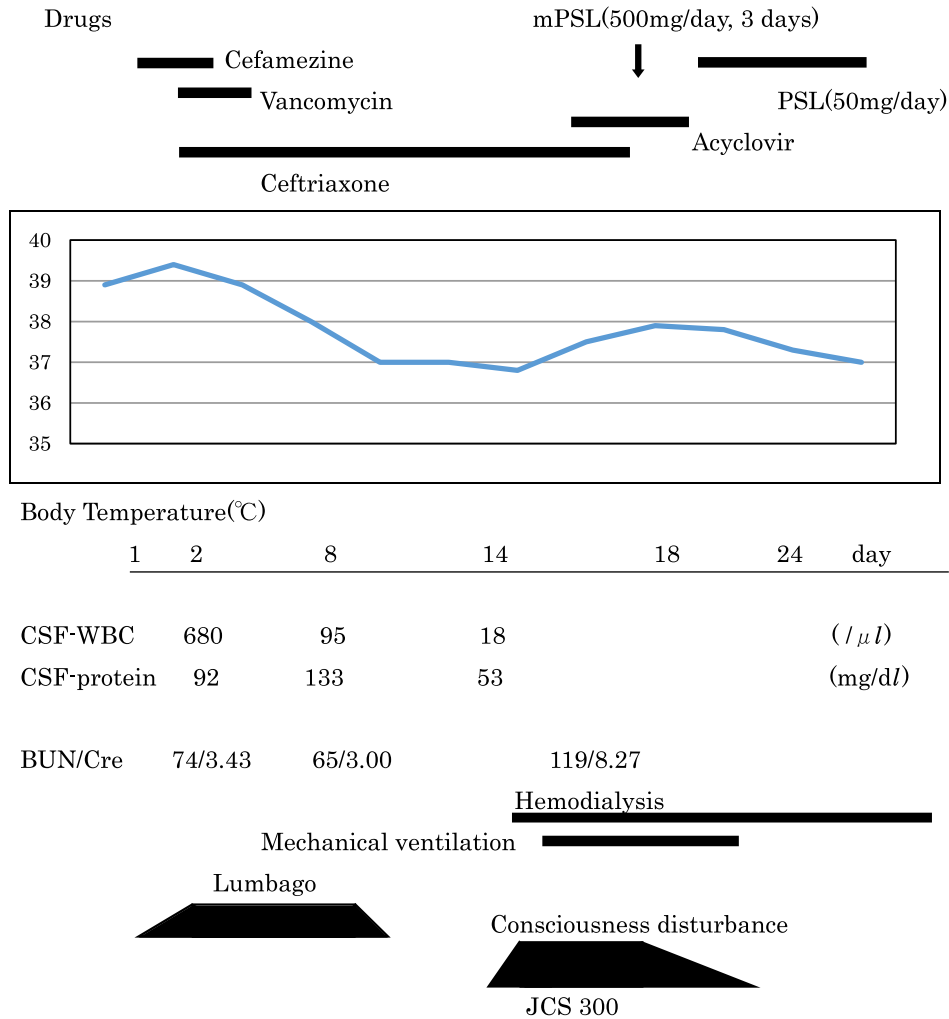 Drugs mPSL(500mg/day, 3 days)
Cefamezine
Vancomycin PSL(50mg/day)
Acyclovir
Ceftriaxone
40
39
38
37
36
35
Body Temperature(℃)
1 2 8 14 18 24 day
CSF-WBC 680 95 18 (/μl)
CSF-protein 92 133 53 (mg/dl)
BUN/Cre 74/3.43 65/3.00 119/8.27
Hemodialysis
Mechanical ventilation
Lumbago
Consciousness disturbance
JCS 300